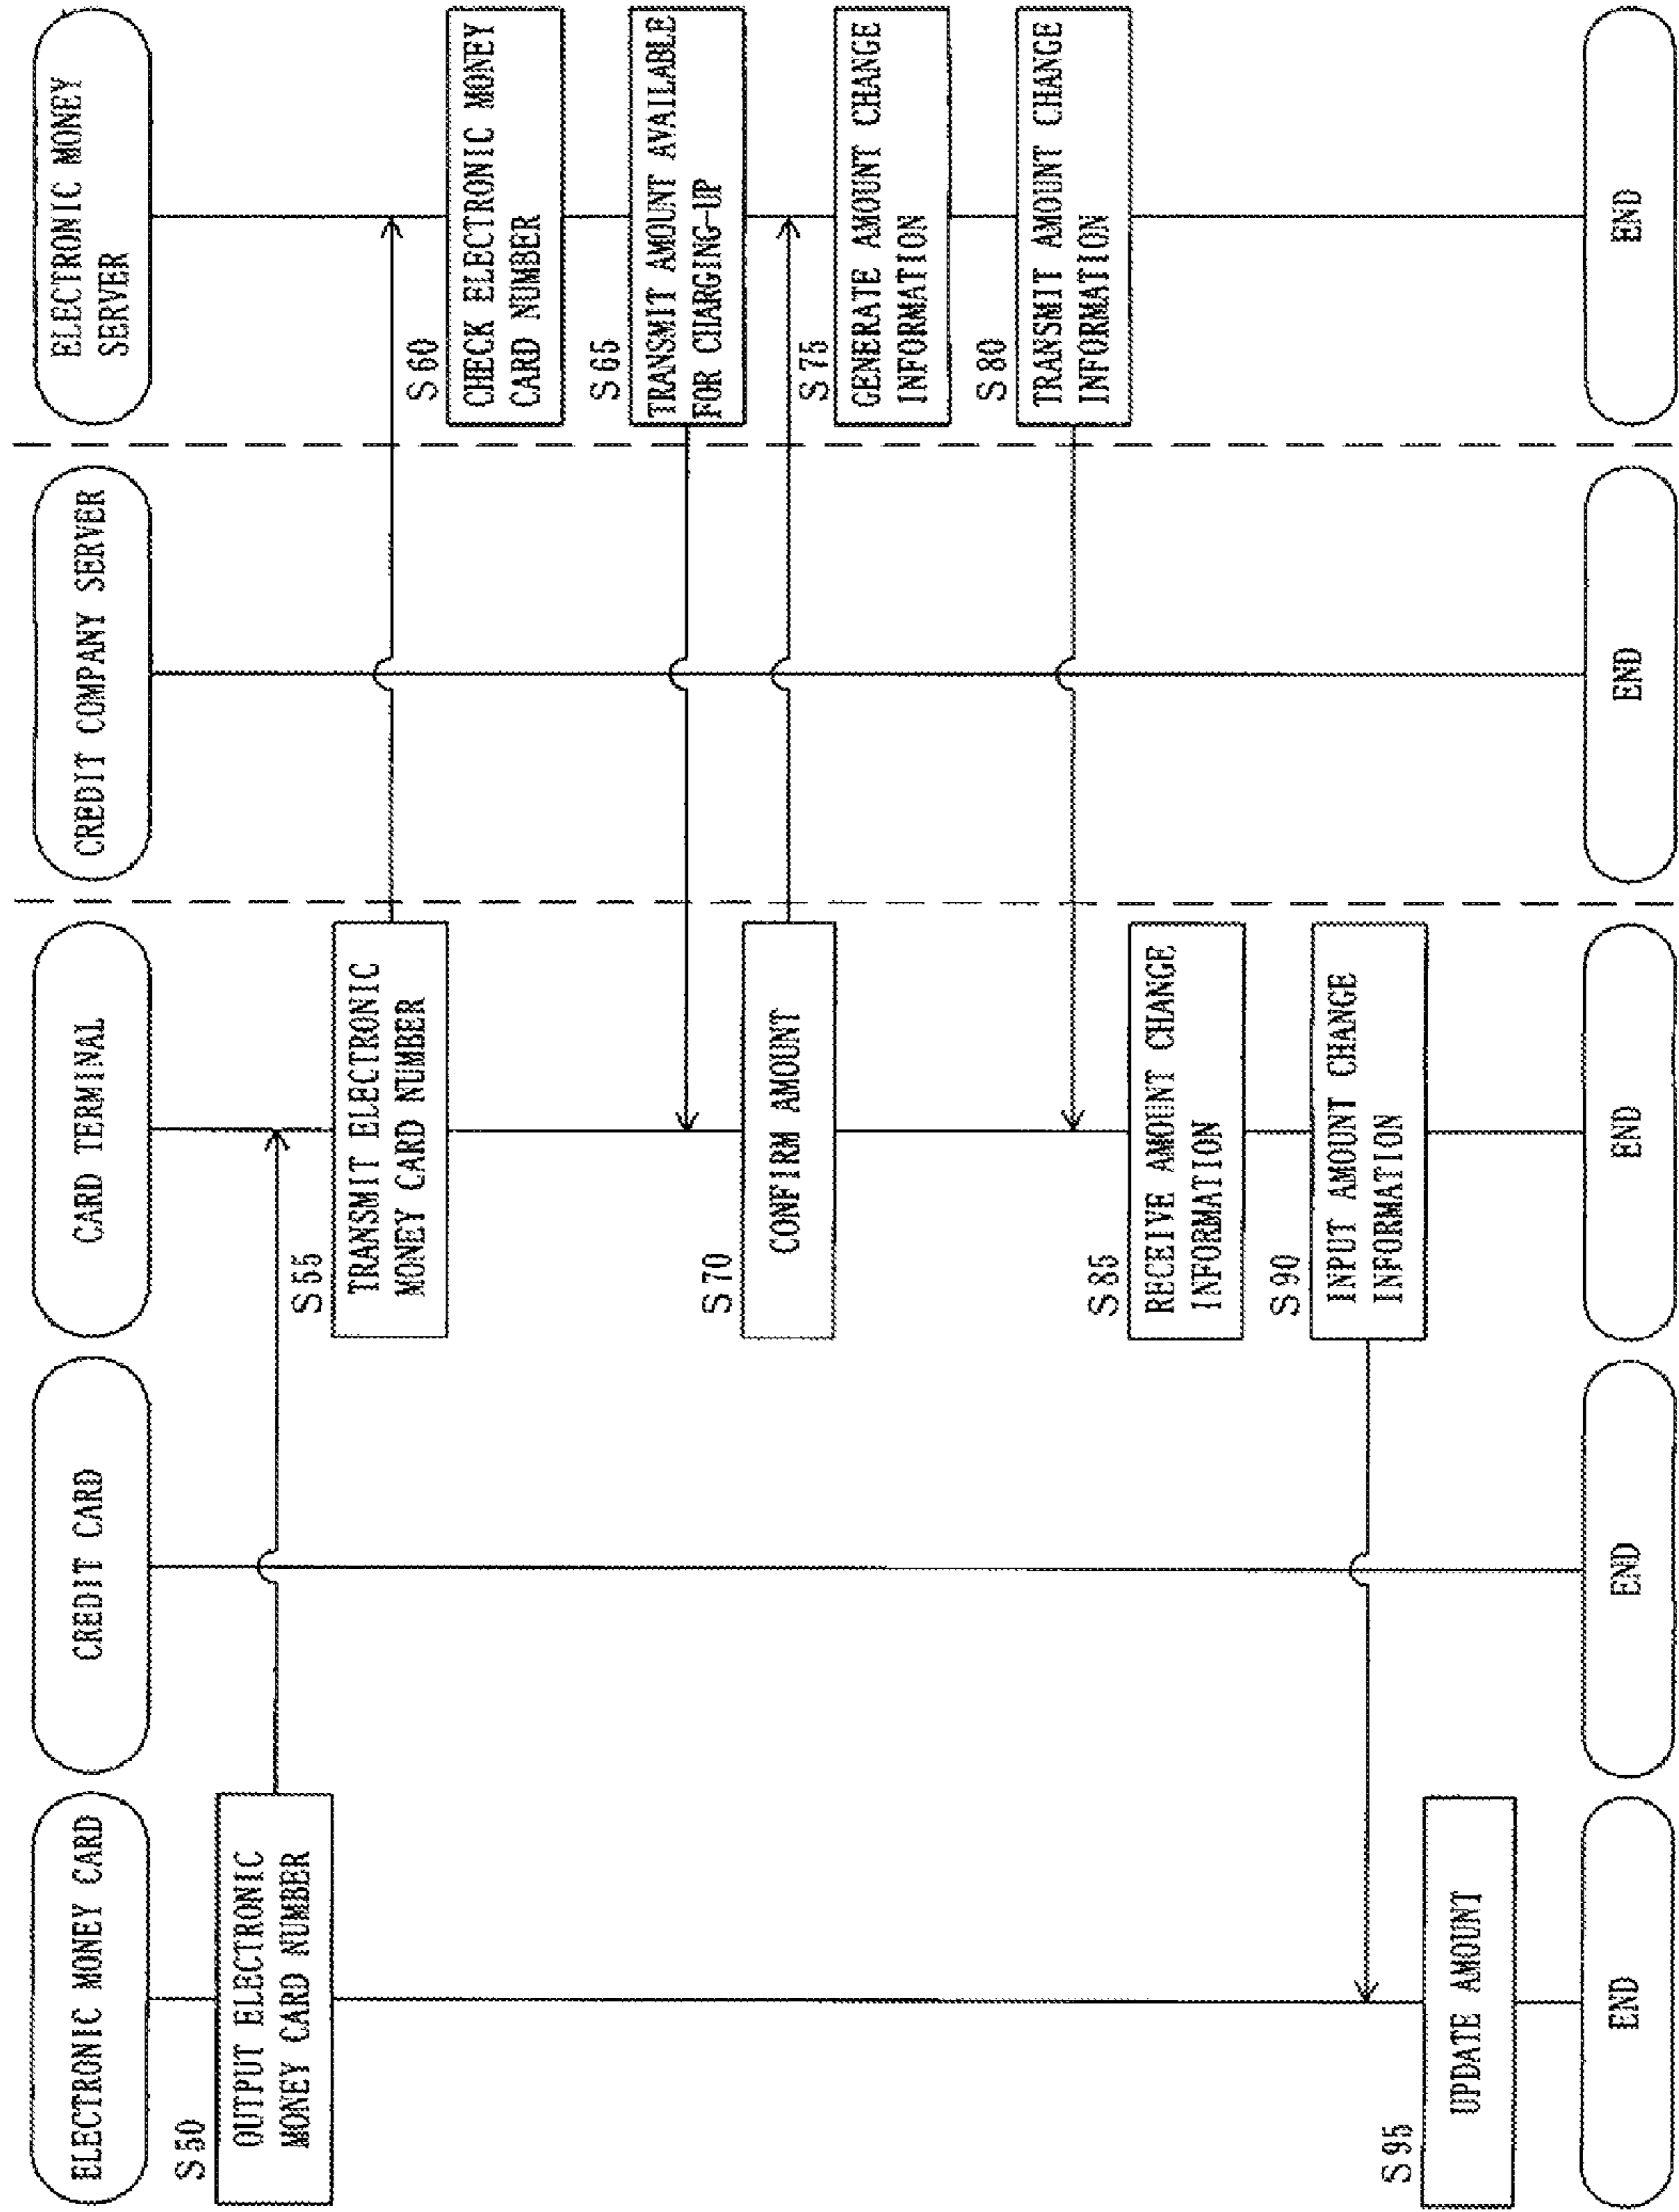 ELECTRONIC MONEY CARD
CREDIT CARD
CARD TERMINAL
CREDIT COMPANY SERVER
ELECTRONIC MONEY
SERVER
S50
OUTPUT ELECTRONIC
MONEY CARD NUMBER
S55
TRANSMIT ELECTRONIC
MONEY CARD NUMBER
S60
CHECK ELECTRONIC MONEY
CARD NUMBER
S65
TRANSMIT AMOUNT AVAILABLE
FOR CHARGING-UP
S70
CONFIRM AMOUNT
S75
GENERATE AMOUNT CHANGE
INFORMATION
S80
TRANSMIT AMOUNT CHANGE
INFORMATION
S85
RECEIVE AMOUNT CHANGE
INFORMATION
S90
INPUT AMOUNT CHANGE
INFORMATION
S95
UPDATE AMOUNT
END
END
END
END
END